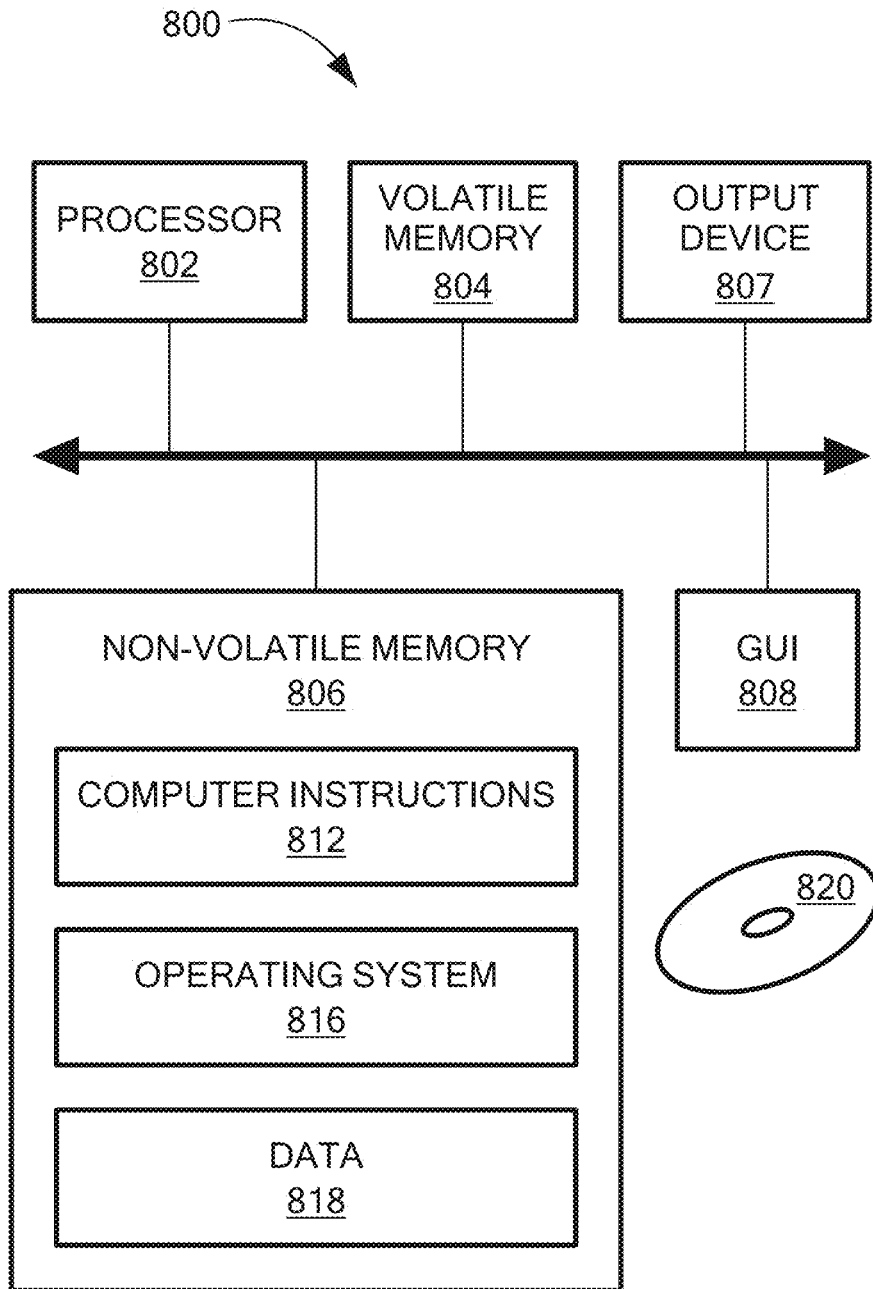 800
PROCESSOR
802
VOLATILE
MEMORY
804
OUTPUT
DEVICE
807
NON-VOLATILE MEMORY
806
GUI
808
COMPUTER INSTRUCTIONS
812
820
OPERATING SYSTEM
816
DATA
818